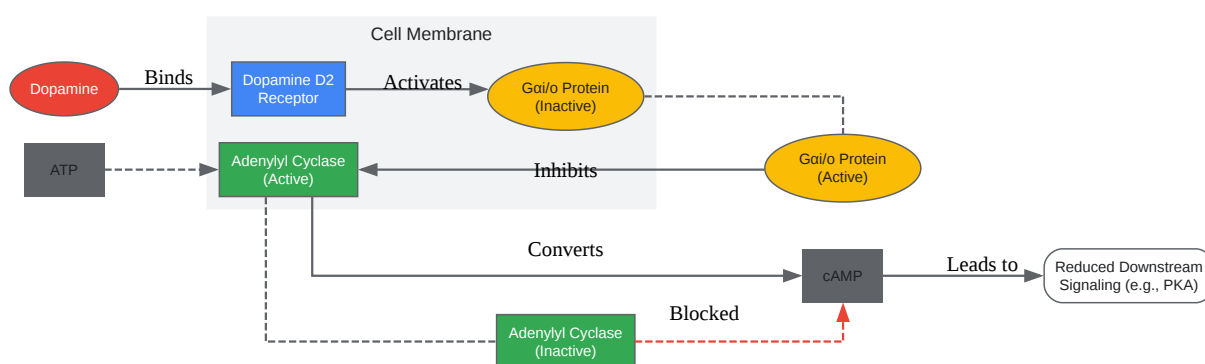 Cell Membrane
Dopamine
Binds
Dopamine D2
Receptor
Activates
Gαi/o Protein
(Inactive)
ATP
Adenylyl Cyclase
(Active)
Inhibits
Gαi/o Protein
(Active)
Converts
cAMP
Leads to
Reduced Downstream
Signaling (e.g., PKA)
Blocked
Adenylyl Cyclase
(Inactive)